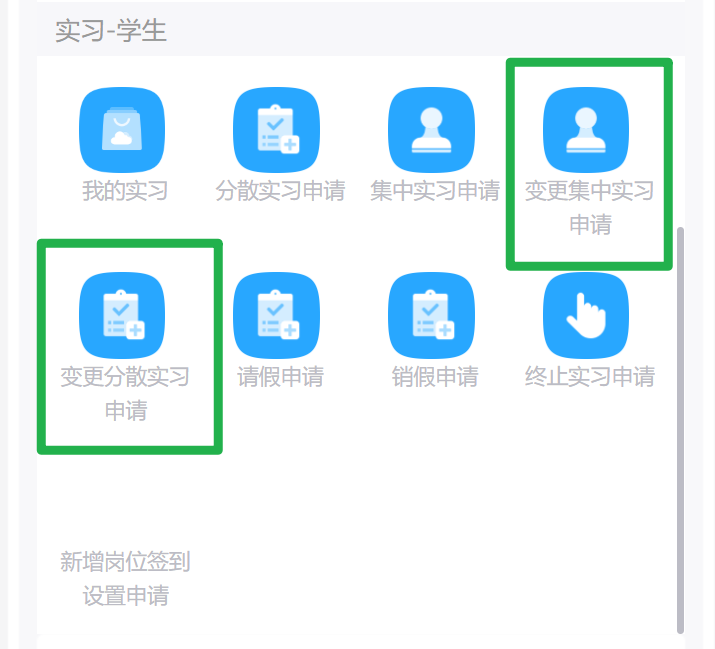 实习-学生
我的实习
分散实习申请
集中实习申请
变更集中实习
申请
变更分散实习
申请
请假申请
销假申请
终止实习申请
新增岗位签到
设置申请